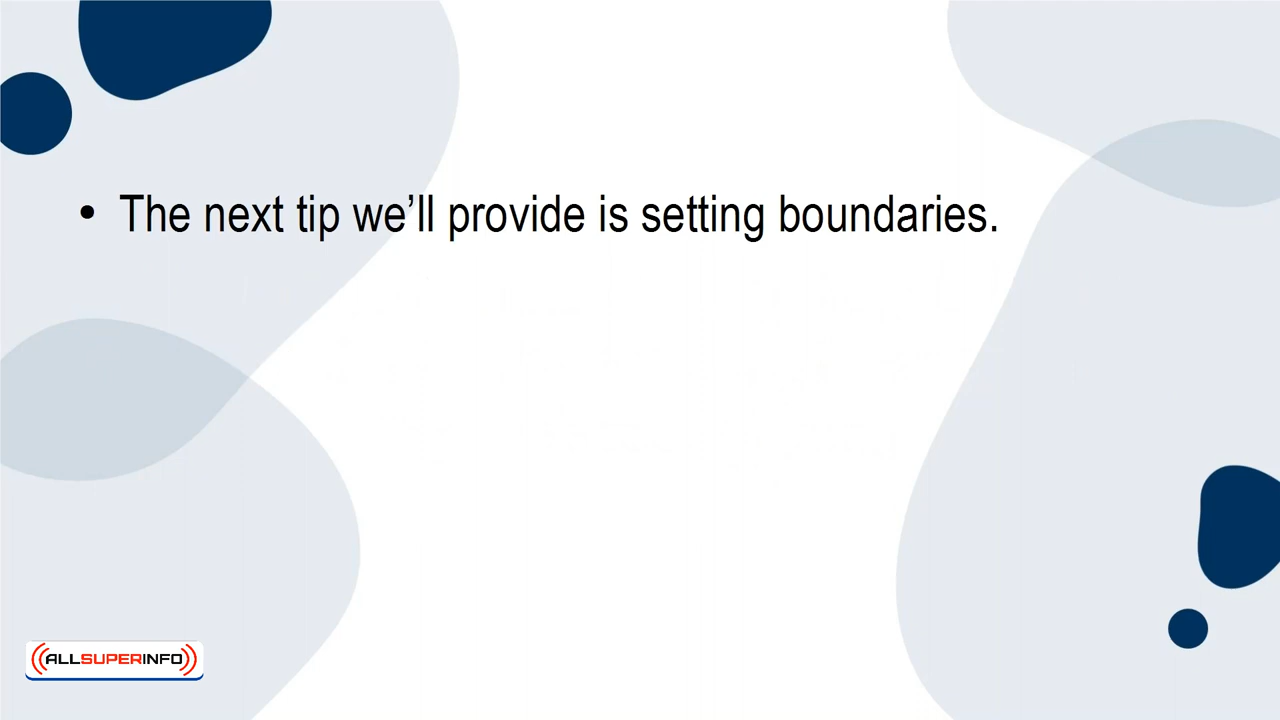 • The next tip we’ll provide is setting boundaries.
ALLSUPERINFO